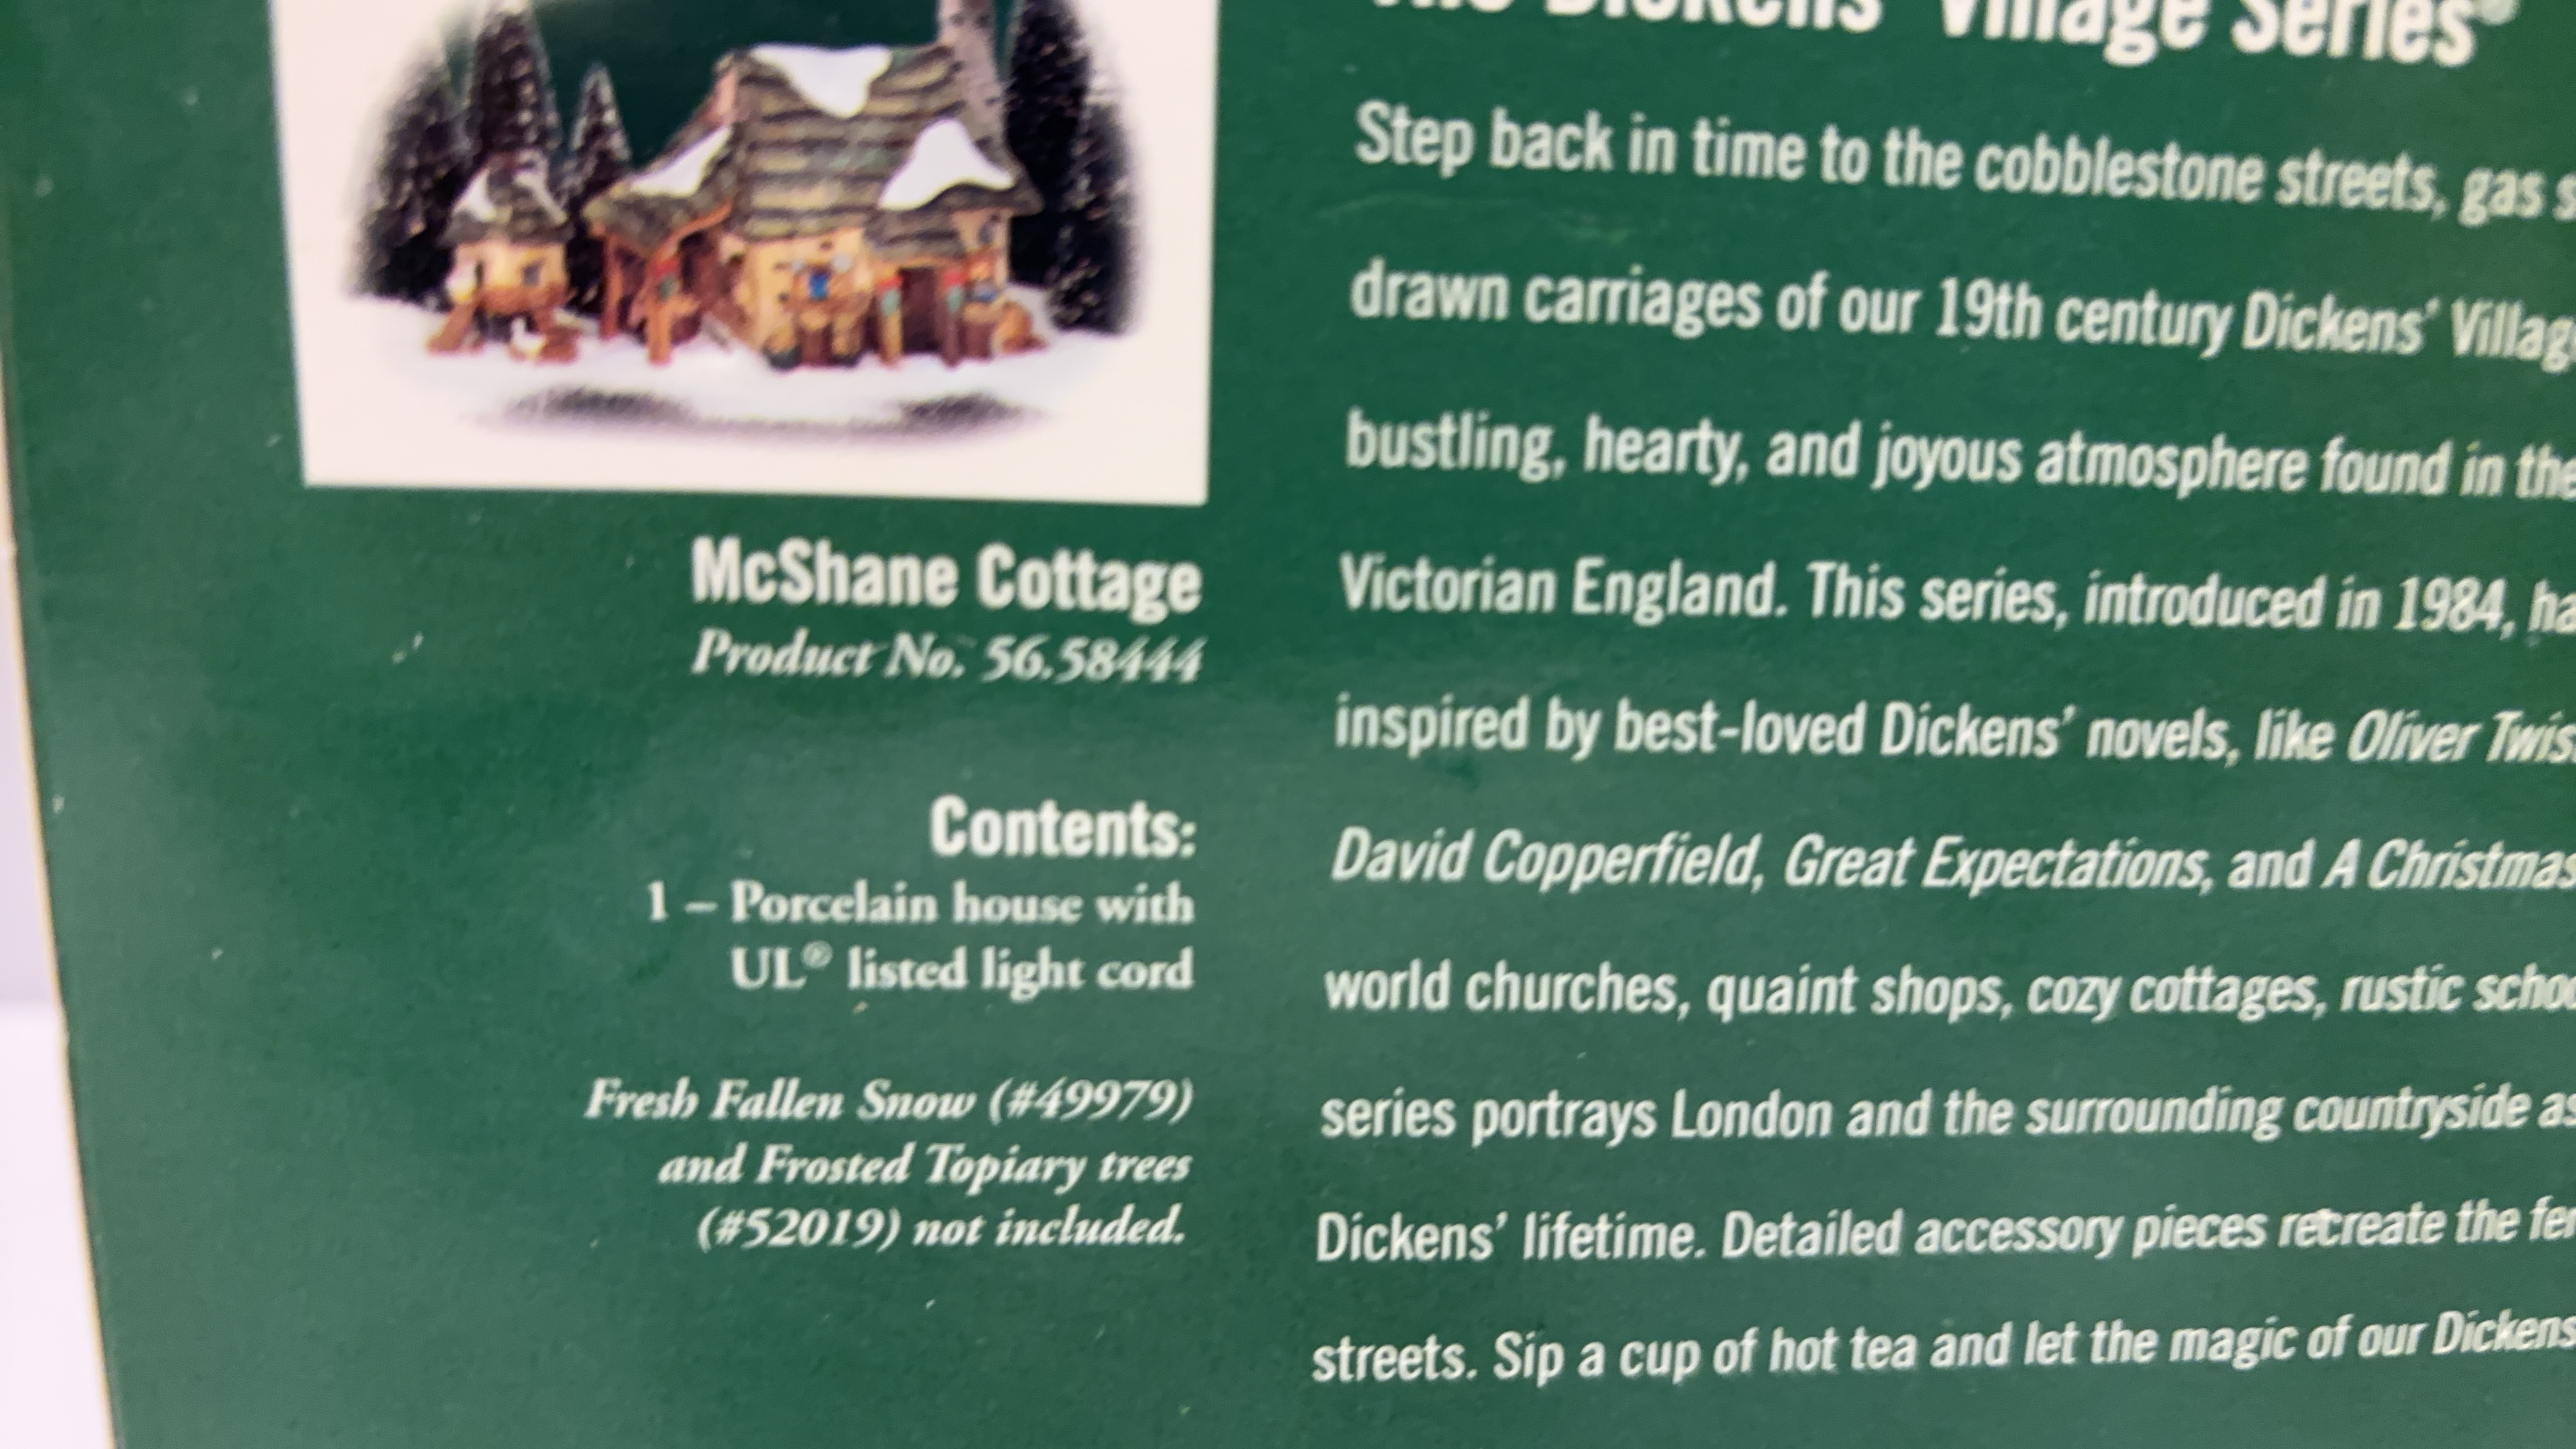 The Dickens' Village Series®
Step back in time to the cobblestone streets, gas
drawn carriages of our 19th century Dickens'
bustling, hearty, and joyous atmosphere found in the
Victorian England. This series, introduced in 1984,
inspired by best-loved Dickens' novels, like Oliver
David Copperfield, Great Expectations, and A Christmas
world churches, quaint shops, cozy cottages, rustic
series portrays London and the surrounding countryside as
Dickens' lifetime. Detailed accessory pieces recreate the
streets. Sip a cup of hot tea and let the magic of our Dickens
McShane Cottage
Product No. 56.58444
Contents:
1 – Porcelain house with
UL® listed light cord
Fresh Fallen Snow (#49979)
and Frosted Topiary trees
(#52019) not included.